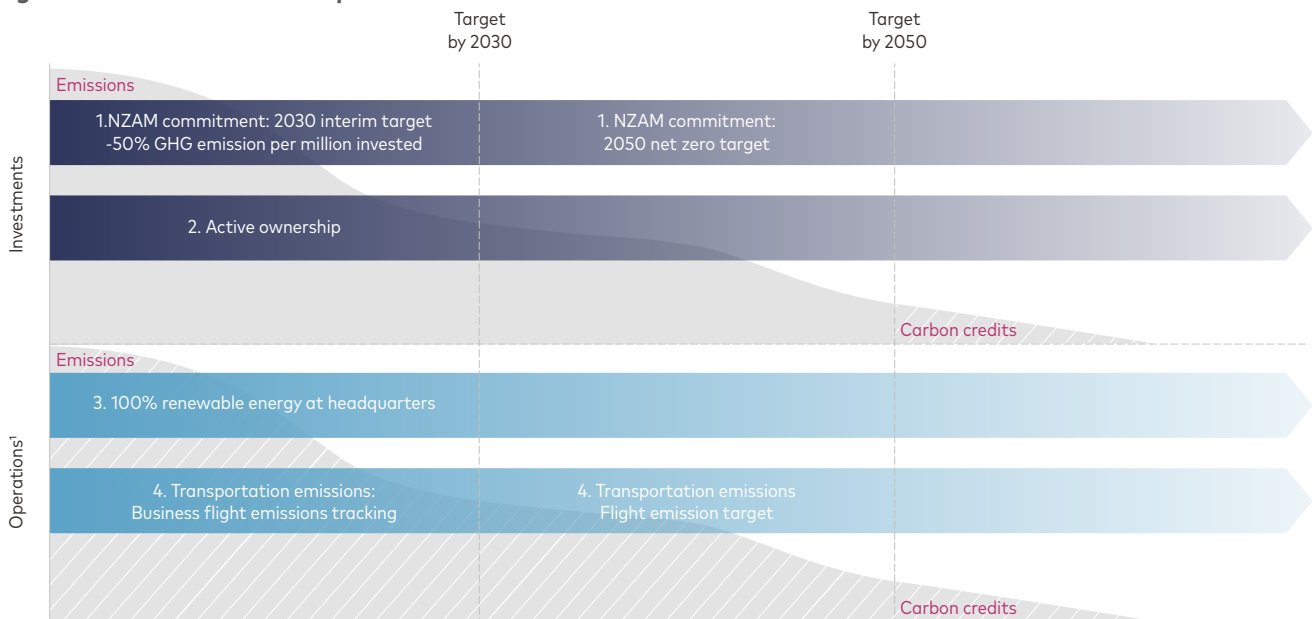 Target
by 2030
Target
by 2050
Investments
Emissions
1.NZAM commitment: 2030 interim target
-50% GHG emission per million invested
1. NZAM commitment:
2050 net zero target
2. Active ownership
Carbon credits
Operations¹
Emissions
3. 100% renewable energy at headquarters
4. Transportation emissions:
Business flight emissions tracking
4. Transportation emissions
Flight emission target
Carbon credits